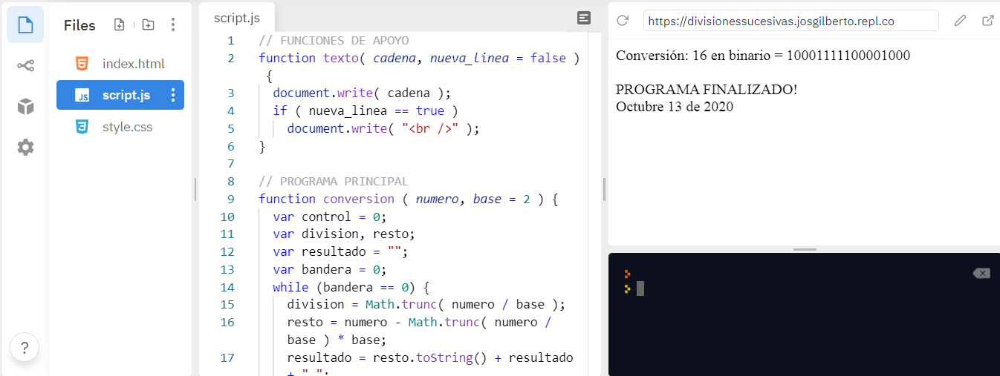 Files
index.html
script.js
style.css
?
script.js
1 // FUNCIONES DE APOYO
2 function texto( cadena, nueva_linea = false )
{
3 document.write( cadena );
4 if ( nueva_linea == true )
5 document.write( "<br />" );
6 }
7
8 // PROGRAMA PRINCIPAL
9 function conversion ( numero, base = 2 ) {
10 var control = 0;
11 var division, resto;
12 var resultado = "";
13 var bandera = 0;
14 while (bandera == 0) {
15 division = Math.trunc( numero / base );
16 resto = numero - Math.trunc( numero /
base ) * base;
17 resultado = resto.toString() + resultado
+ " ";
https://divisionessucesivas.josgilberto.repl.co
Conversión: 16 en binario = 10001111100001000
PROGRAMA FINALIZADO!
Octubre 13 de 2020